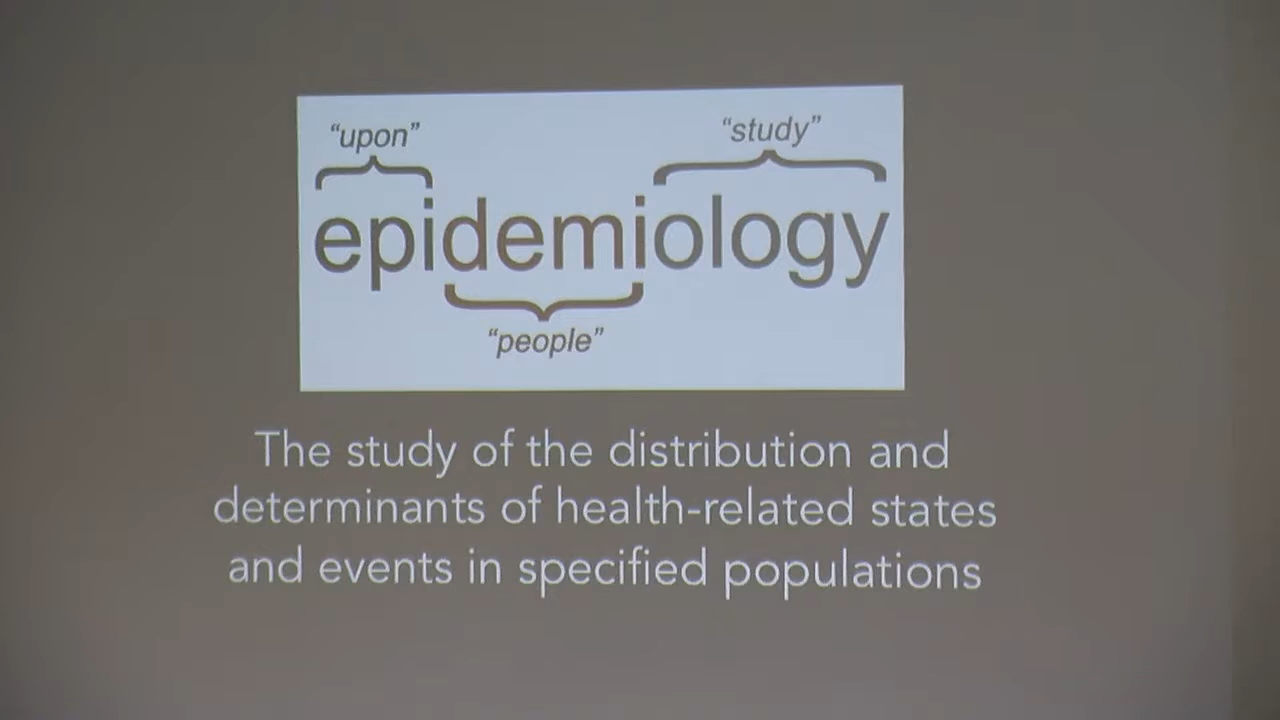 “upon”
“study”
epidemiology
“people”
The study of the distribution and
determinants of health-related states
and events in specified populations